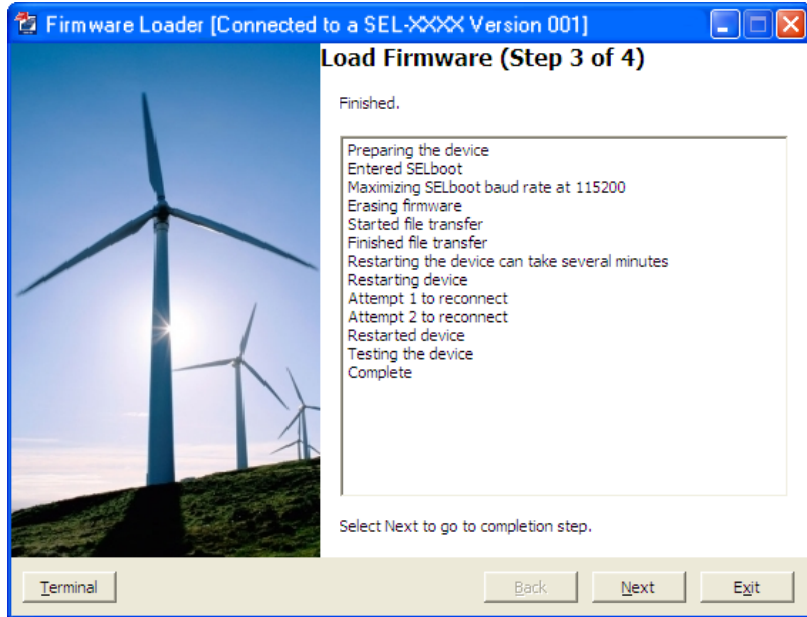 Firmware Loader [Connected to a SEL-XXXX Version 001]
Load Firmware (Step 3 of 4)
Finished.
Preparing the device
Entered SELboot
Maximizing SELboot baud rate at 115200
Erasing firmware
Started file transfer
Finished file transfer
Restarting the device can take several minutes
Restarting device
Attempt 1 to reconnect
Attempt 2 to reconnect
Restarted device
Testing the device
Complete
Select Next to go to completion step.
Terminal Back Next Exit